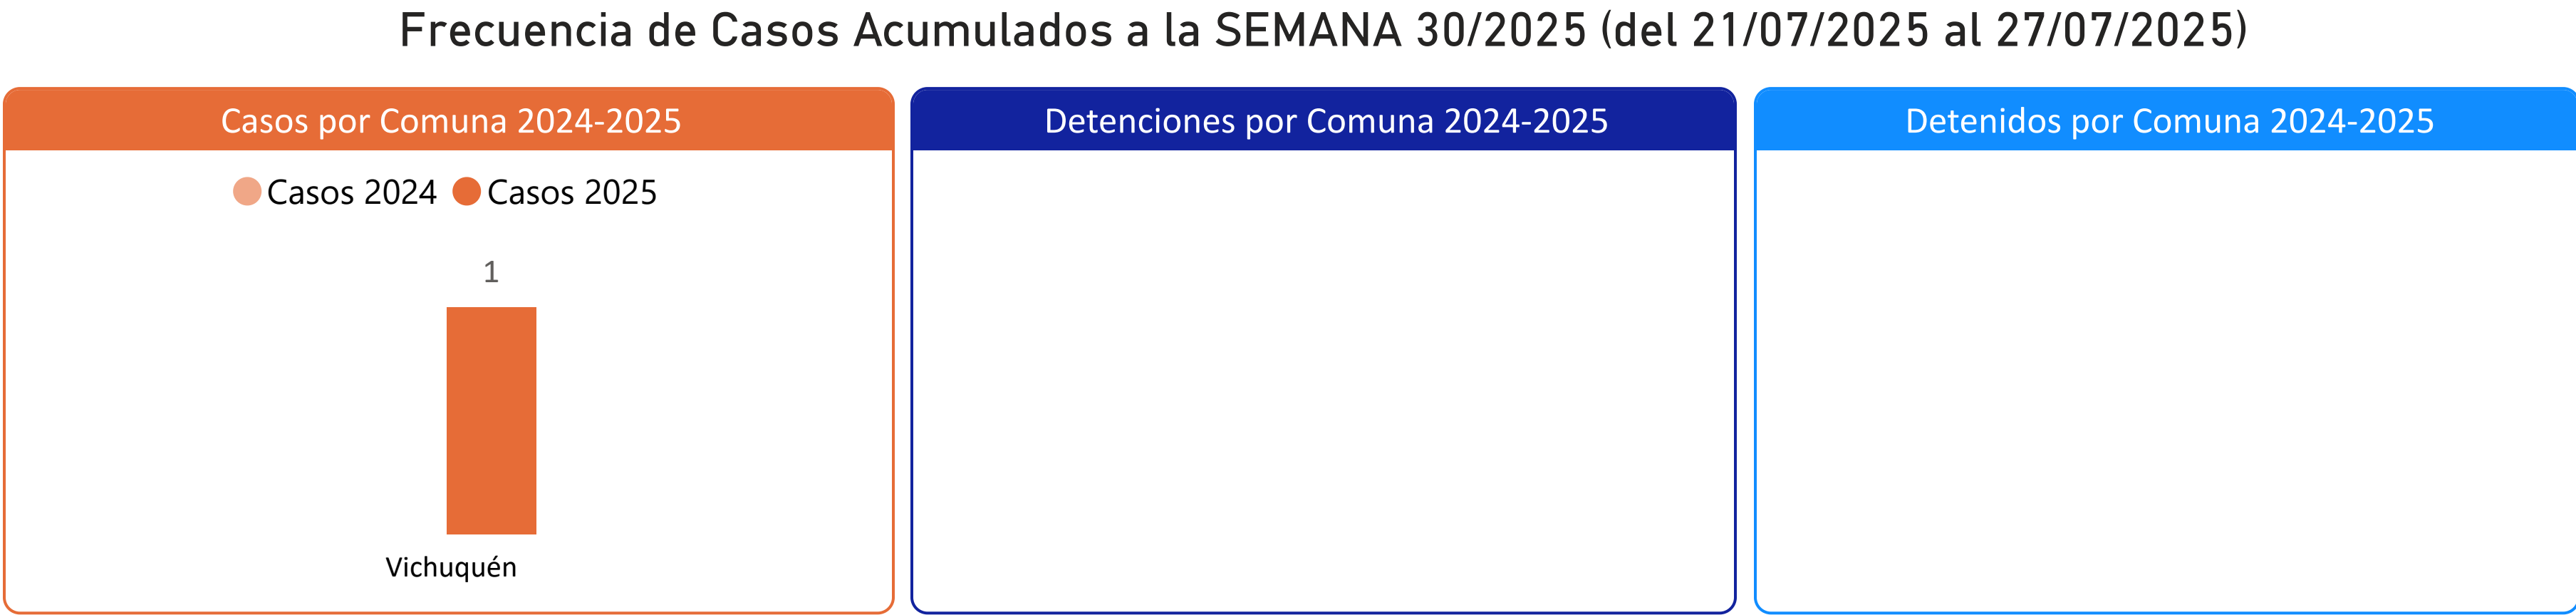 Frecuencia de Casos Acumulados a la SEMANA 30/2025 (del 21/07/2025 al 27/07/2025)
Casos por Comuna 2024-2025
Casos 2024 Casos 2025
1
Vichuquén
Detenciones por Comuna 2024-2025
Detenidos por Comuna 2024-2025